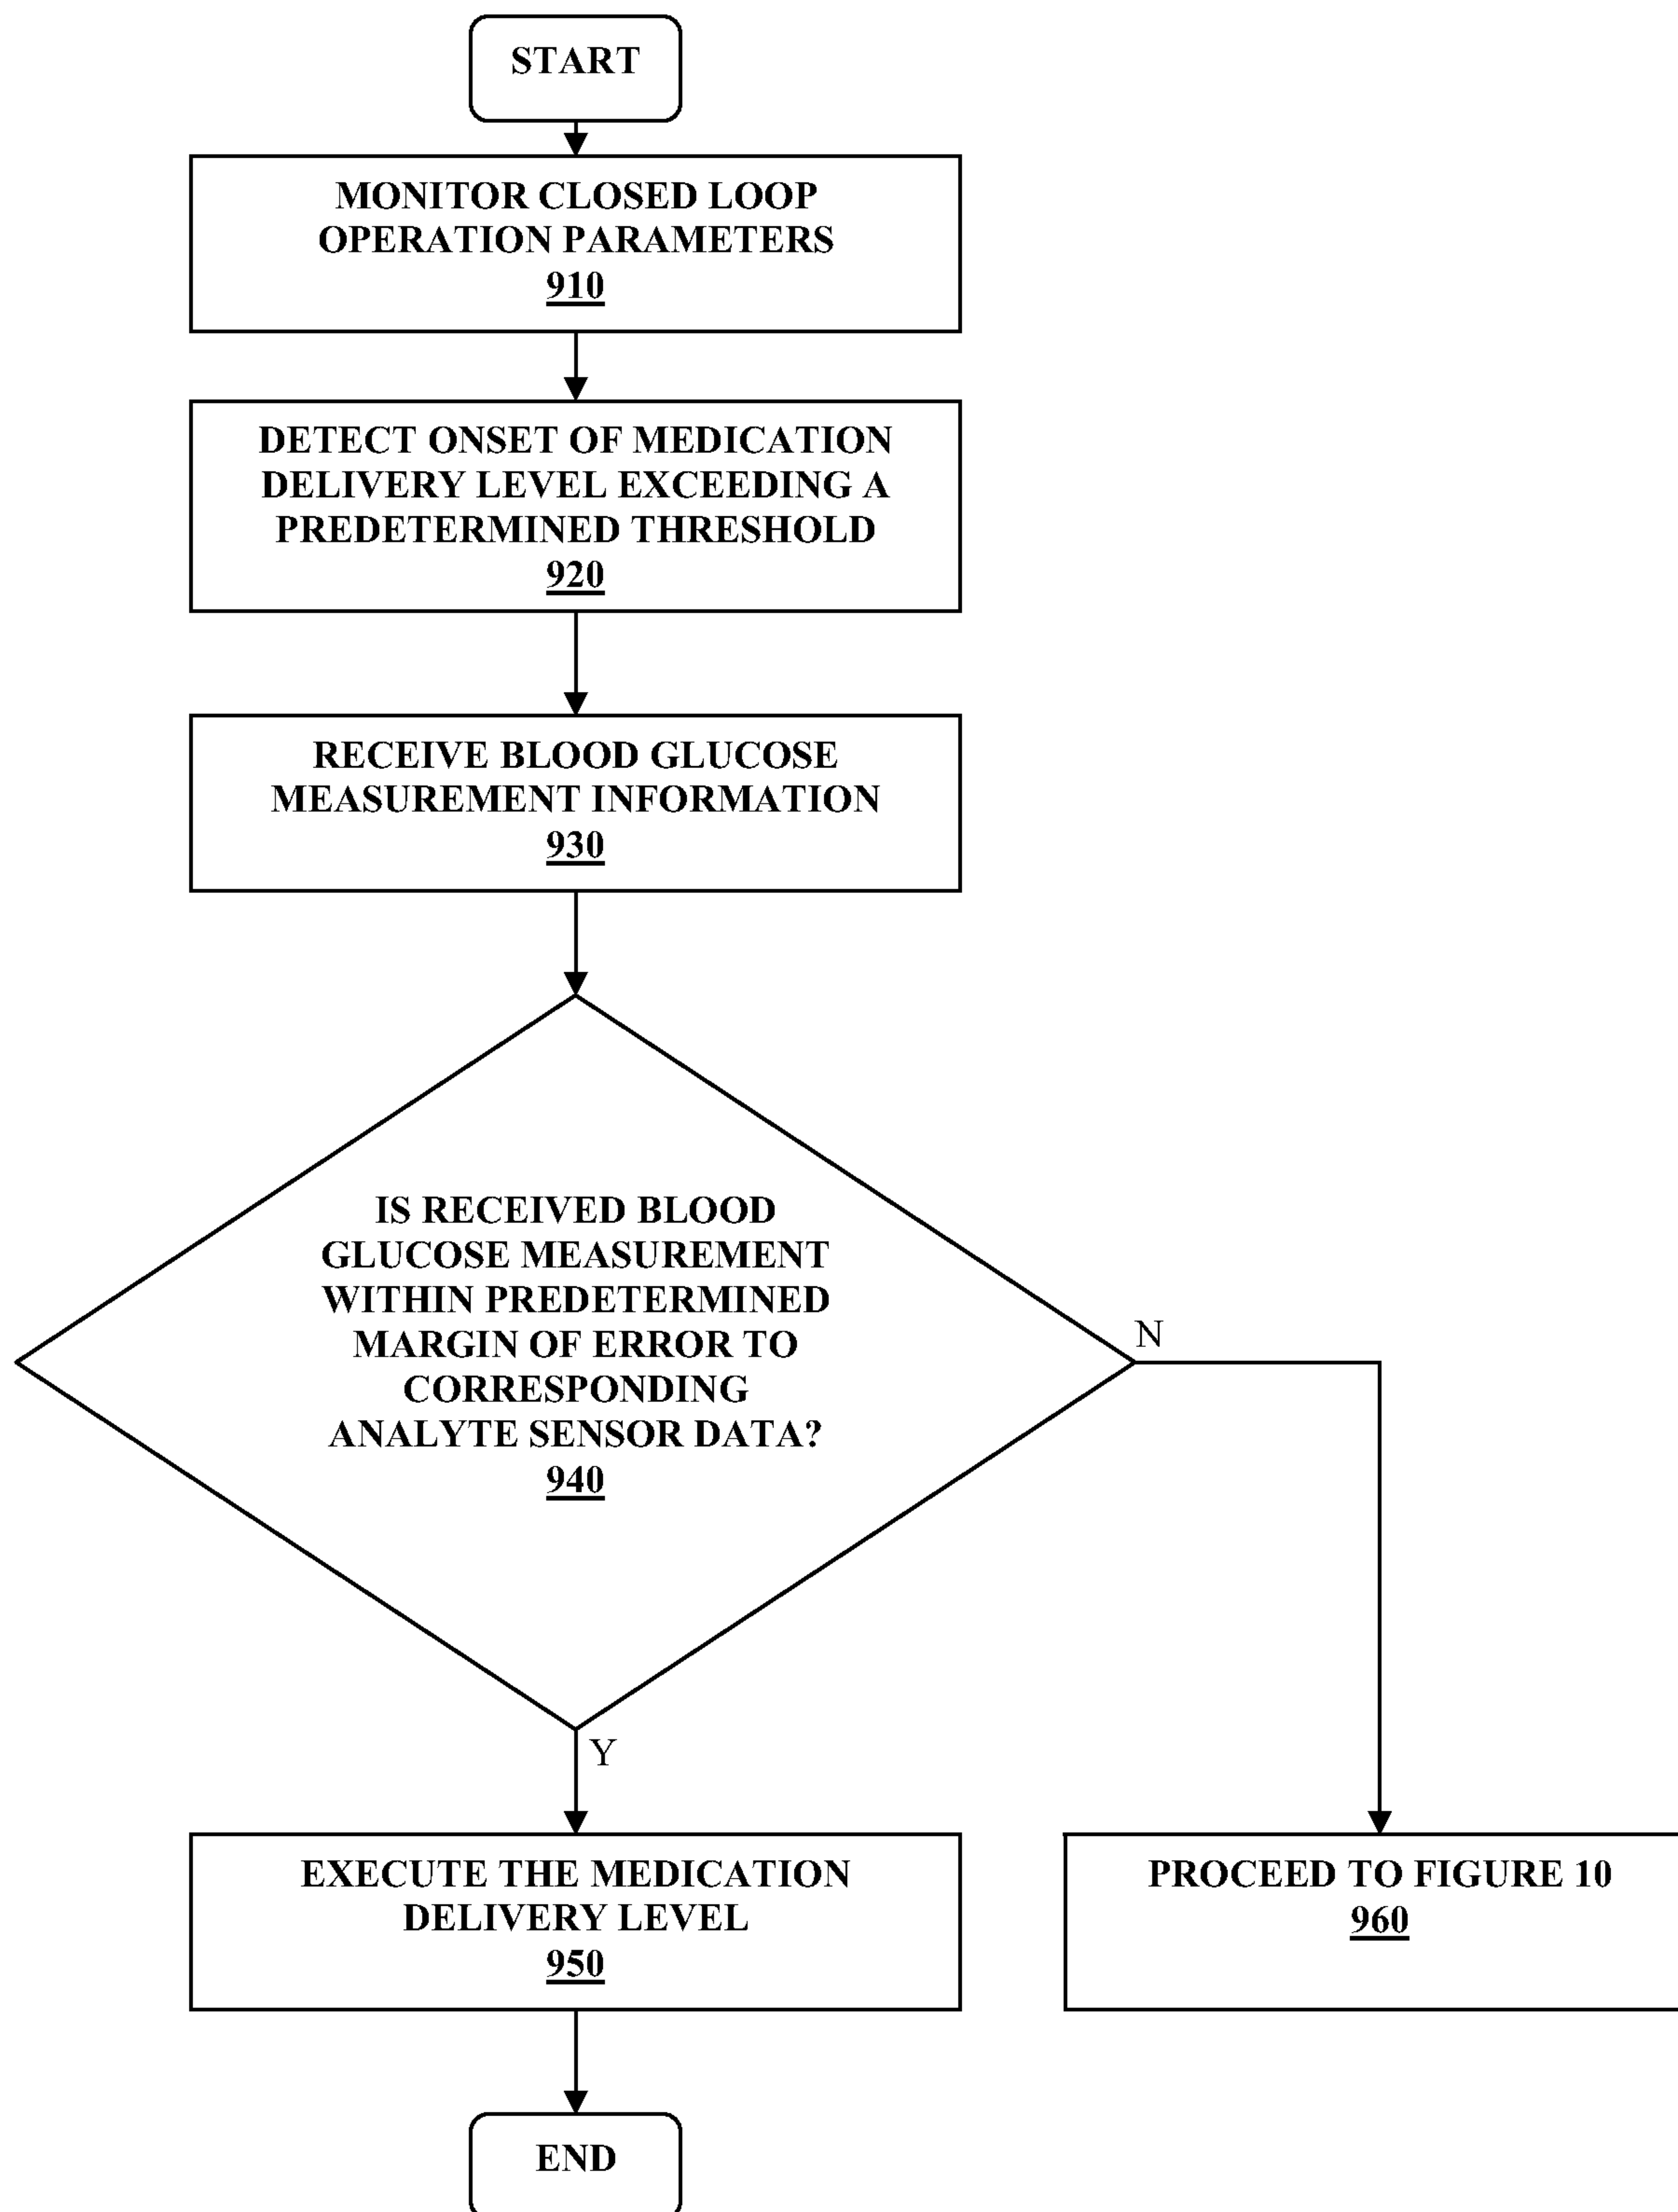 START
MONITOR CLOSED LOOP
OPERATION PARAMETERS
910
DETECT ONSET OF MEDICATION
DELIVERY LEVEL EXCEEDING A
PREDETERMINED THRESHOLD
920
RECEIVE BLOOD GLUCOSE
MEASUREMENT INFORMATION
930
IS RECEIVED BLOOD
GLUCOSE MEASUREMENT
WITHIN PREDETERMINED
MARGIN OF ERROR TO
CORRESPONDING
ANALYTE SENSOR DATA?
940
N
Y
EXECUTE THE MEDICATION
DELIVERY LEVEL
950
PROCEED TO FIGURE 10
960
END